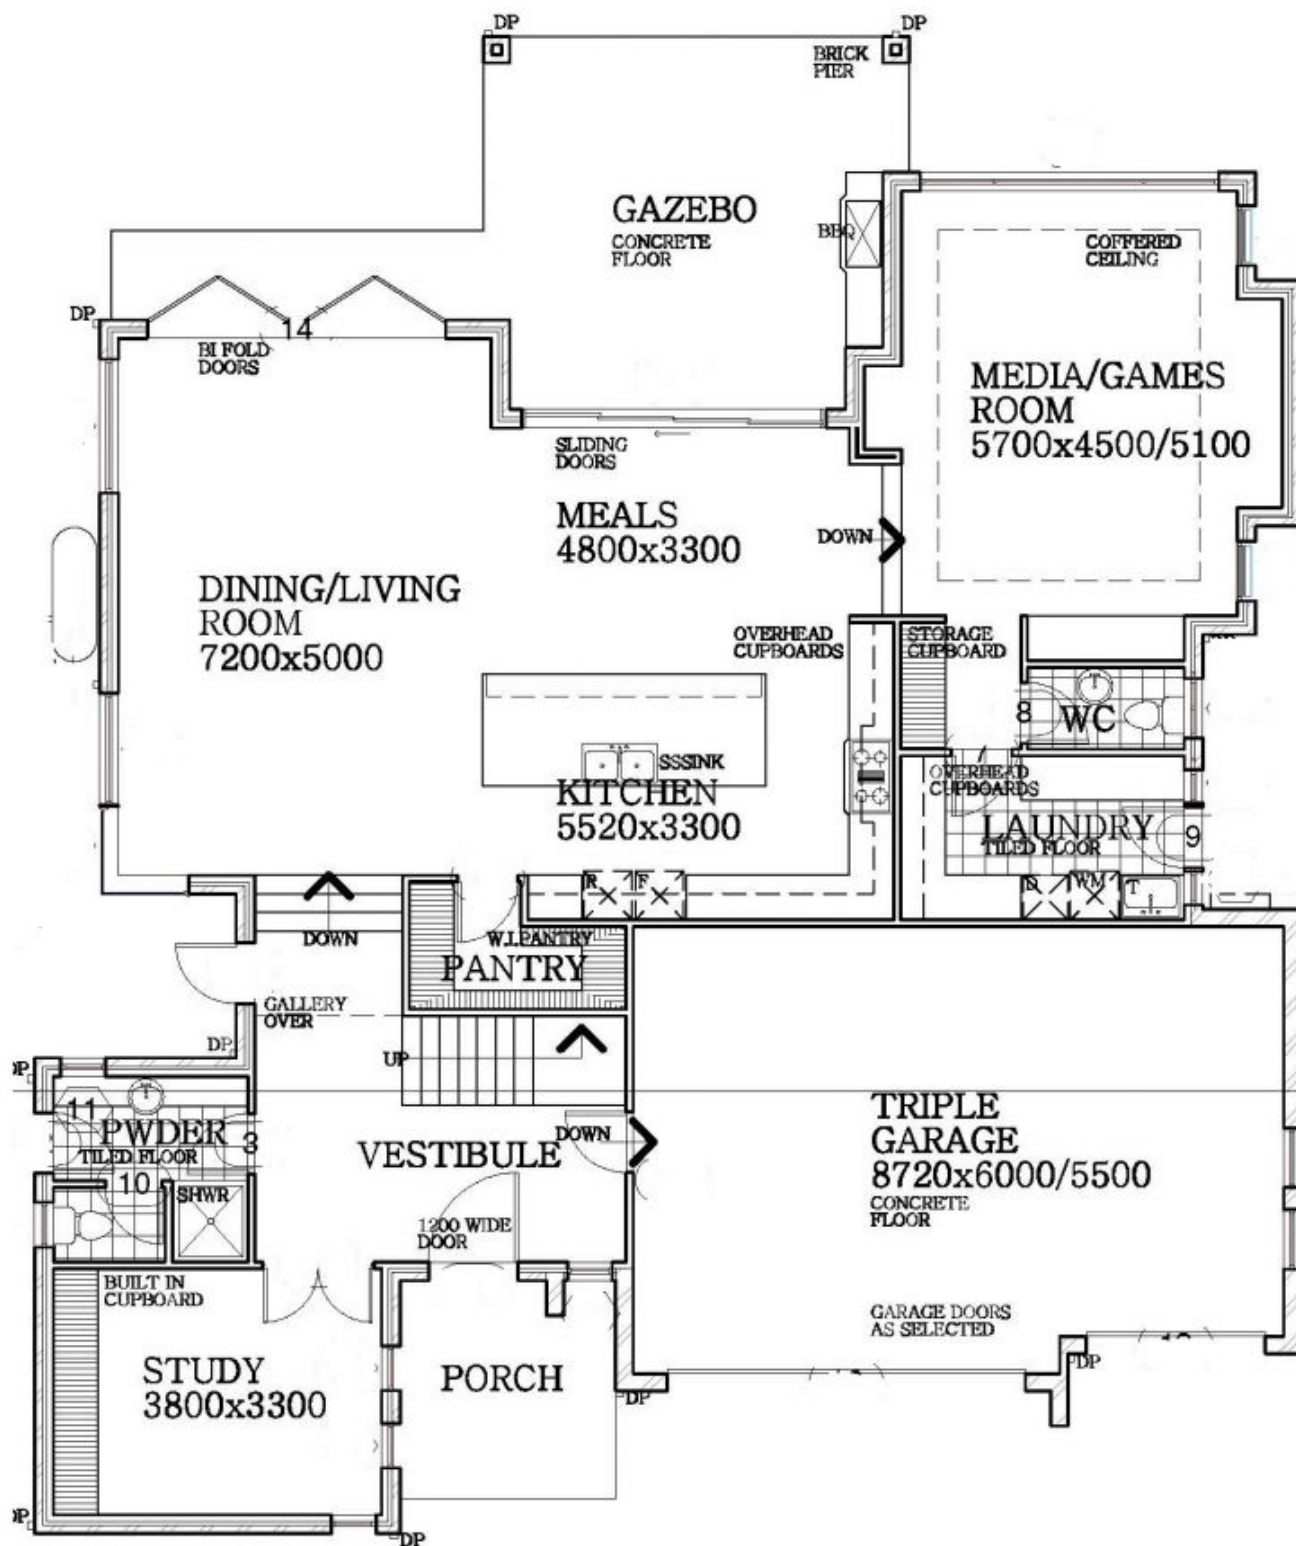 DP
DP
BRICK
PIER
GAZEBO
CONCRETE
FLOOR
BBQ
COFFERED
CEILING
DP
14
BI FOLD
DOORS
MEDIA/GAMES
ROOM
5700x4500/5100
SLIDING
DOORS
MEALS
4800x3300
DOWN
DINING/LIVING
ROOM
7200x5000
OVERHEAD
CUPBOARDS
STORAGE
CUPBOARD
8
WC
T
SSSINK
KITCHEN
5520x3300
OVERHEAD
CUPBOARDS
LAUNDRY
TILED FLOOR
9
R
F
D
WM
T
DOWN
W.I.PANTRY
PANTRY
GALLERY
OVER
DP
UP
DP
T
11
PWDER
TILED FLOOR
3
10
SHWR
VESTIBULE
DOWN
TRIPLE
GARAGE
8720x6000/5500
CONCRETE
FLOOR
1200 WIDE
DOOR
BUILT IN
CUPBOARD
GARAGE DOORS
AS SELECTED
STUDY
3800x3300
PORCH
DP
DP
DP
DP